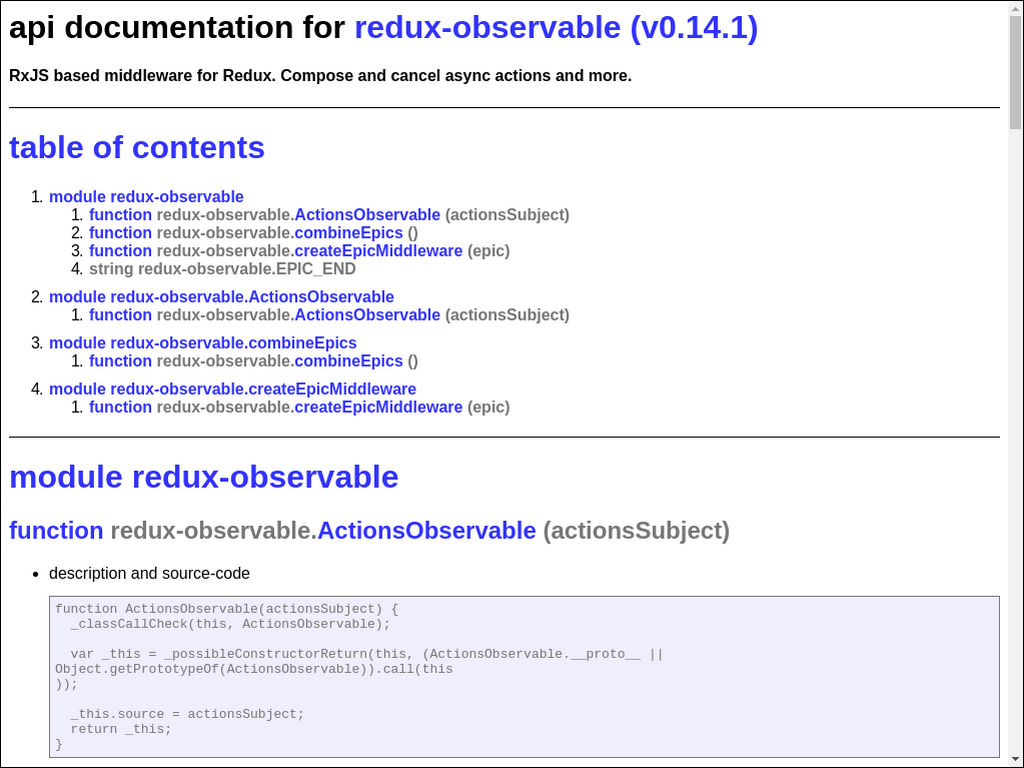 api documentation for redux-observable (v0.14.1)
RxJS based middleware for Redux. Compose and cancel async actions and more.
table of contents
1. module redux-observable
1. function redux-observable.ActionsObservable (actionsSubject)
2. function redux-observable.combineEpics ()
3. function redux-observable.createEpicMiddleware (epic)
4. string redux-observable.EPIC_END
2. module redux-observable.ActionsObservable
1. function redux-observable.ActionsObservable (actionsSubject)
3. module redux-observable.combineEpics
1. function redux-observable.combineEpics ()
4. module redux-observable.createEpicMiddleware
1. function redux-observable.createEpicMiddleware (epic)
module redux-observable
function redux-observable.ActionsObservable (actionsSubject)
• description and source-code
function ActionsObservable(actionsSubject) {
  _classCallCheck(this, ActionsObservable);
  var _this = _possibleConstructorReturn(this, (ActionsObservable.__proto__ ||
Object.getPrototypeOf(ActionsObservable)).call(this
));
  _this.source = actionsSubject;
  return _this;
}